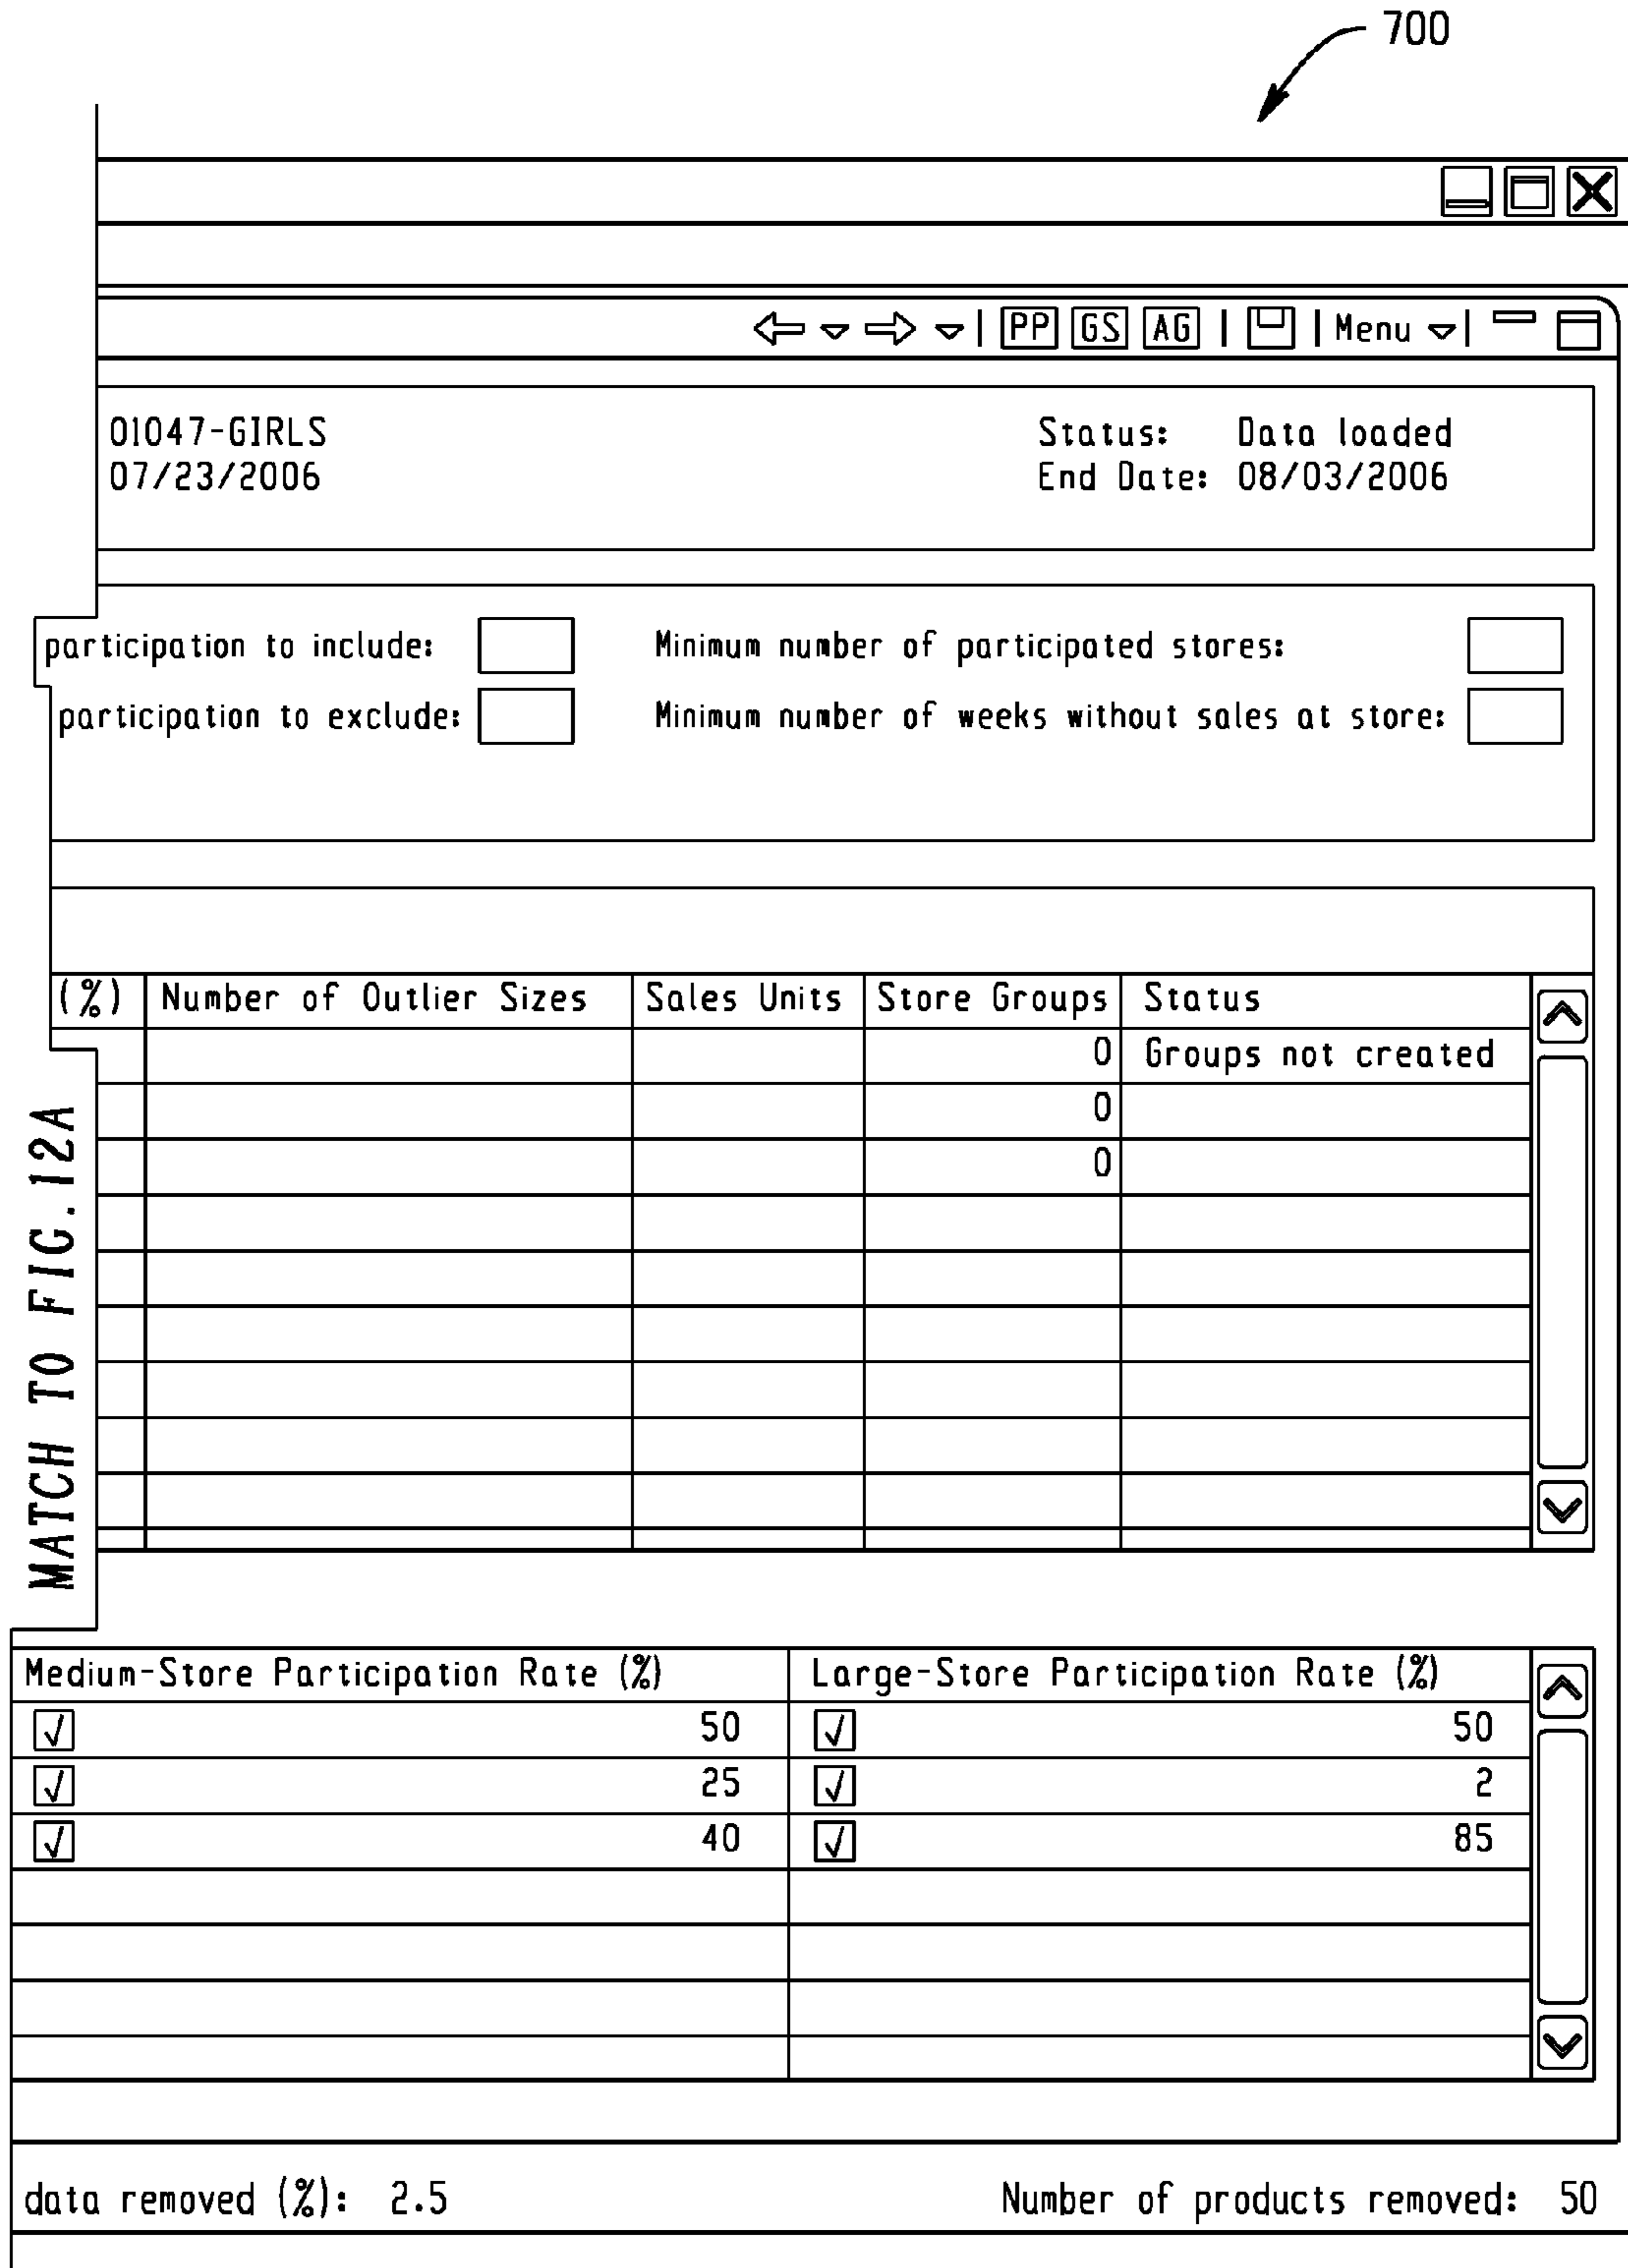 700
PP GS AG Menu
01047-GIRLS Status: Data loaded
07/23/2006 End Date: 08/03/2006
participation to include: Minimum number of participated stores:
participation to exclude: Minimum number of weeks without sales at store:
(%) Number of Outlier Sizes Sales Units Store Groups Status
0 Groups not created
0
0
MATCH TO FIG. 12A
Medium-Store Participation Rate (%) Large-Store Participation Rate (%)
50 50
25 2
40 85
data removed (%): 2.5 Number of products removed: 50